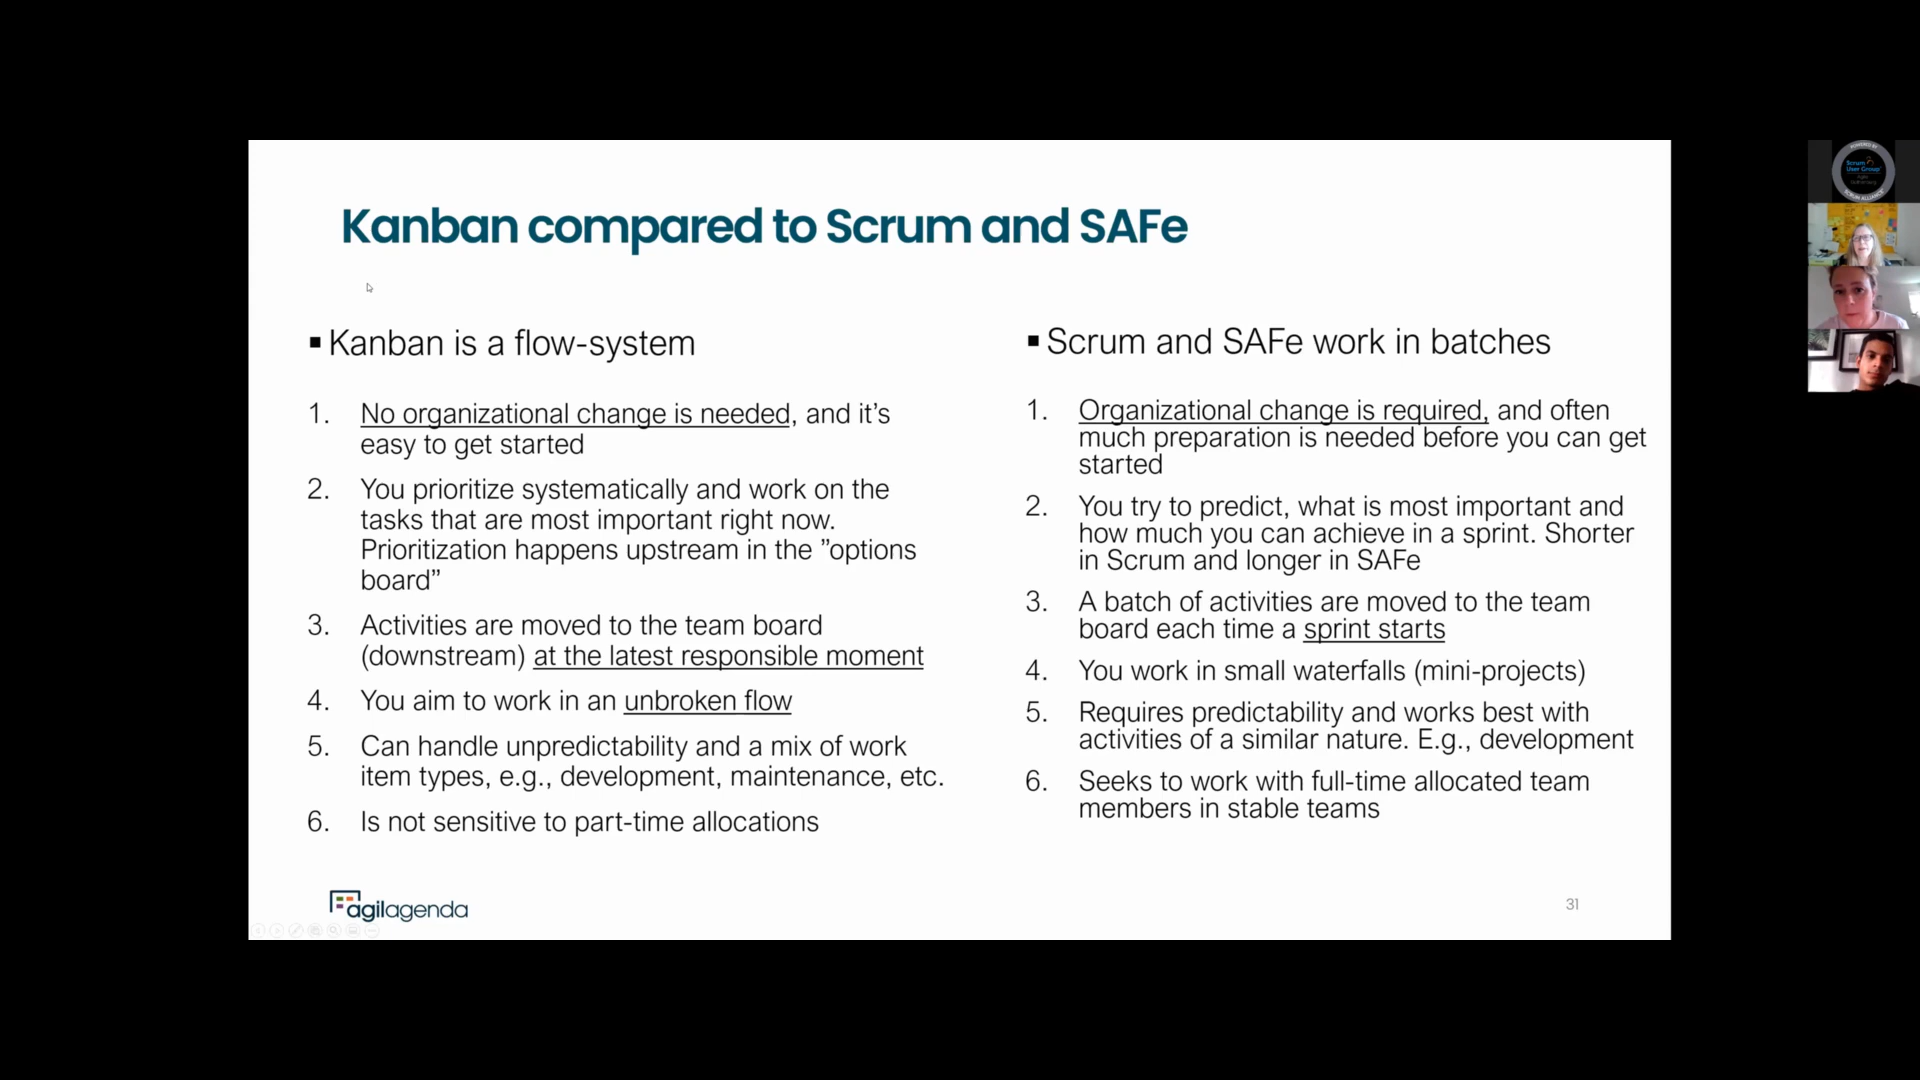 Kanban compared to Scrum and SAFe
▪ Kanban is a flow-system
1. No organizational change is needed, and it's
easy to get started
2. You prioritize systematically and work on the
tasks that are most important right now.
Prioritization happens upstream in the ”options
board”
3. Activities are moved to the team board
(downstream) at the latest responsible moment
4. You aim to work in an unbroken flow
5. Can handle unpredictability and a mix of work
item types, e.g., development, maintenance, etc.
6. Is not sensitive to part-time allocations
▪ Scrum and SAFe work in batches
1. Organizational change is required, and often
much preparation is needed before you can get
started
2. You try to predict, what is most important and
how much you can achieve in a sprint. Shorter
in Scrum and longer in SAFe
3. A batch of activities are moved to the team
board each time a sprint starts
4. You work in small waterfalls (mini-projects)
5. Requires predictability and works best with
activities of a similar nature. E.g., development
6. Seeks to work with full-time allocated team
members in stable teams
agilagenda
31
Scrum
User Group
SCRUM ALLIANCE